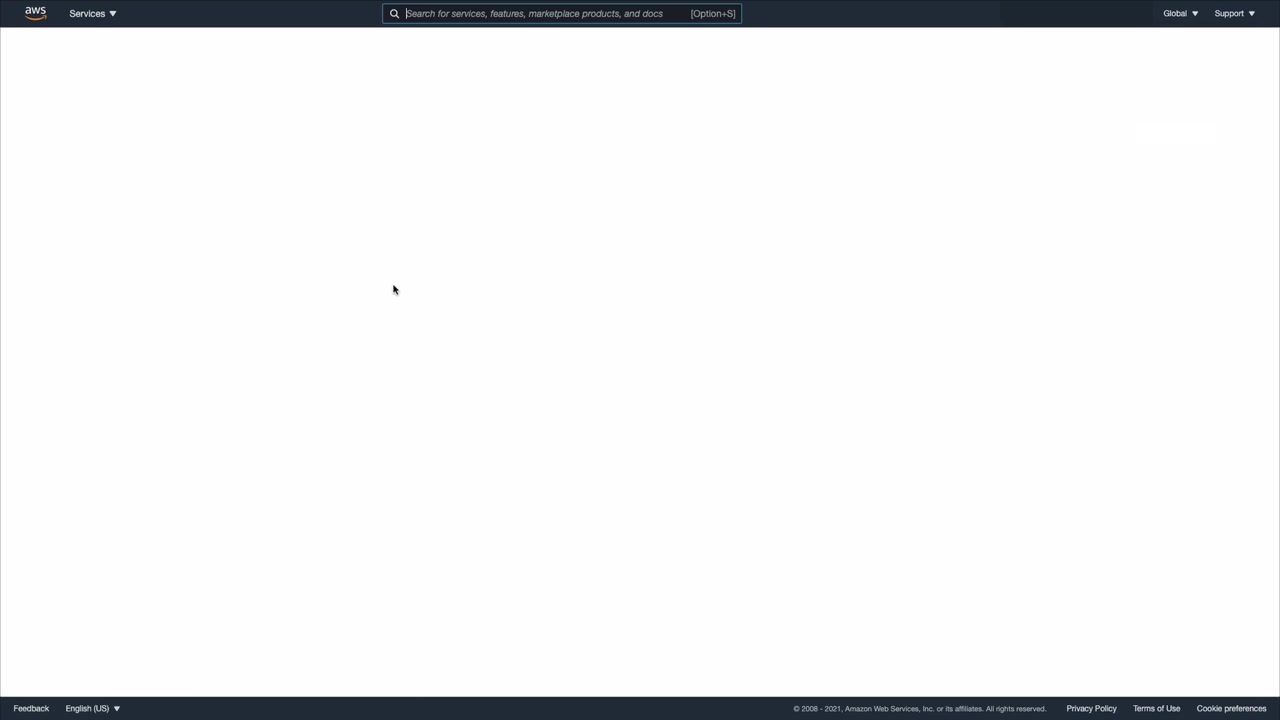 aws Services Search for services, features, marketplace products, and docs [Option+S] Global Support
Feedback English (US) © 2008 - 2021, Amazon Web Services, Inc. or its affiliates. All rights reserved. Privacy Policy Terms of Use Cookie preferences